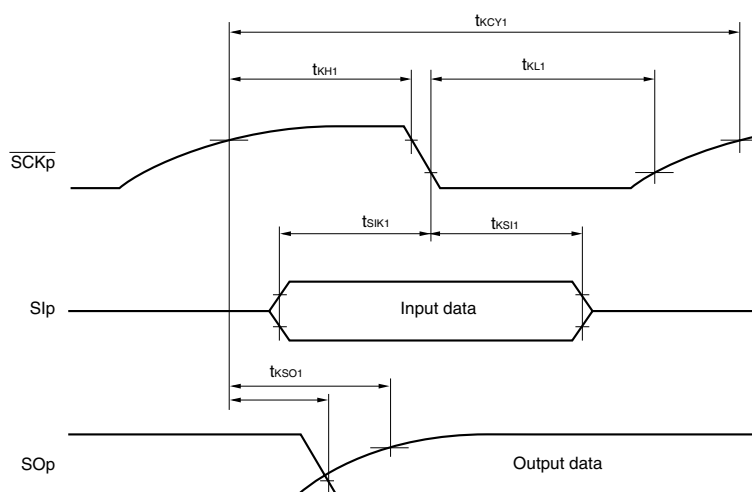 tKCY1
tKH1
tKL1
SCKp
tSIK1
tKSI1
SIp
Input data
tKSO1
SOp
Output data